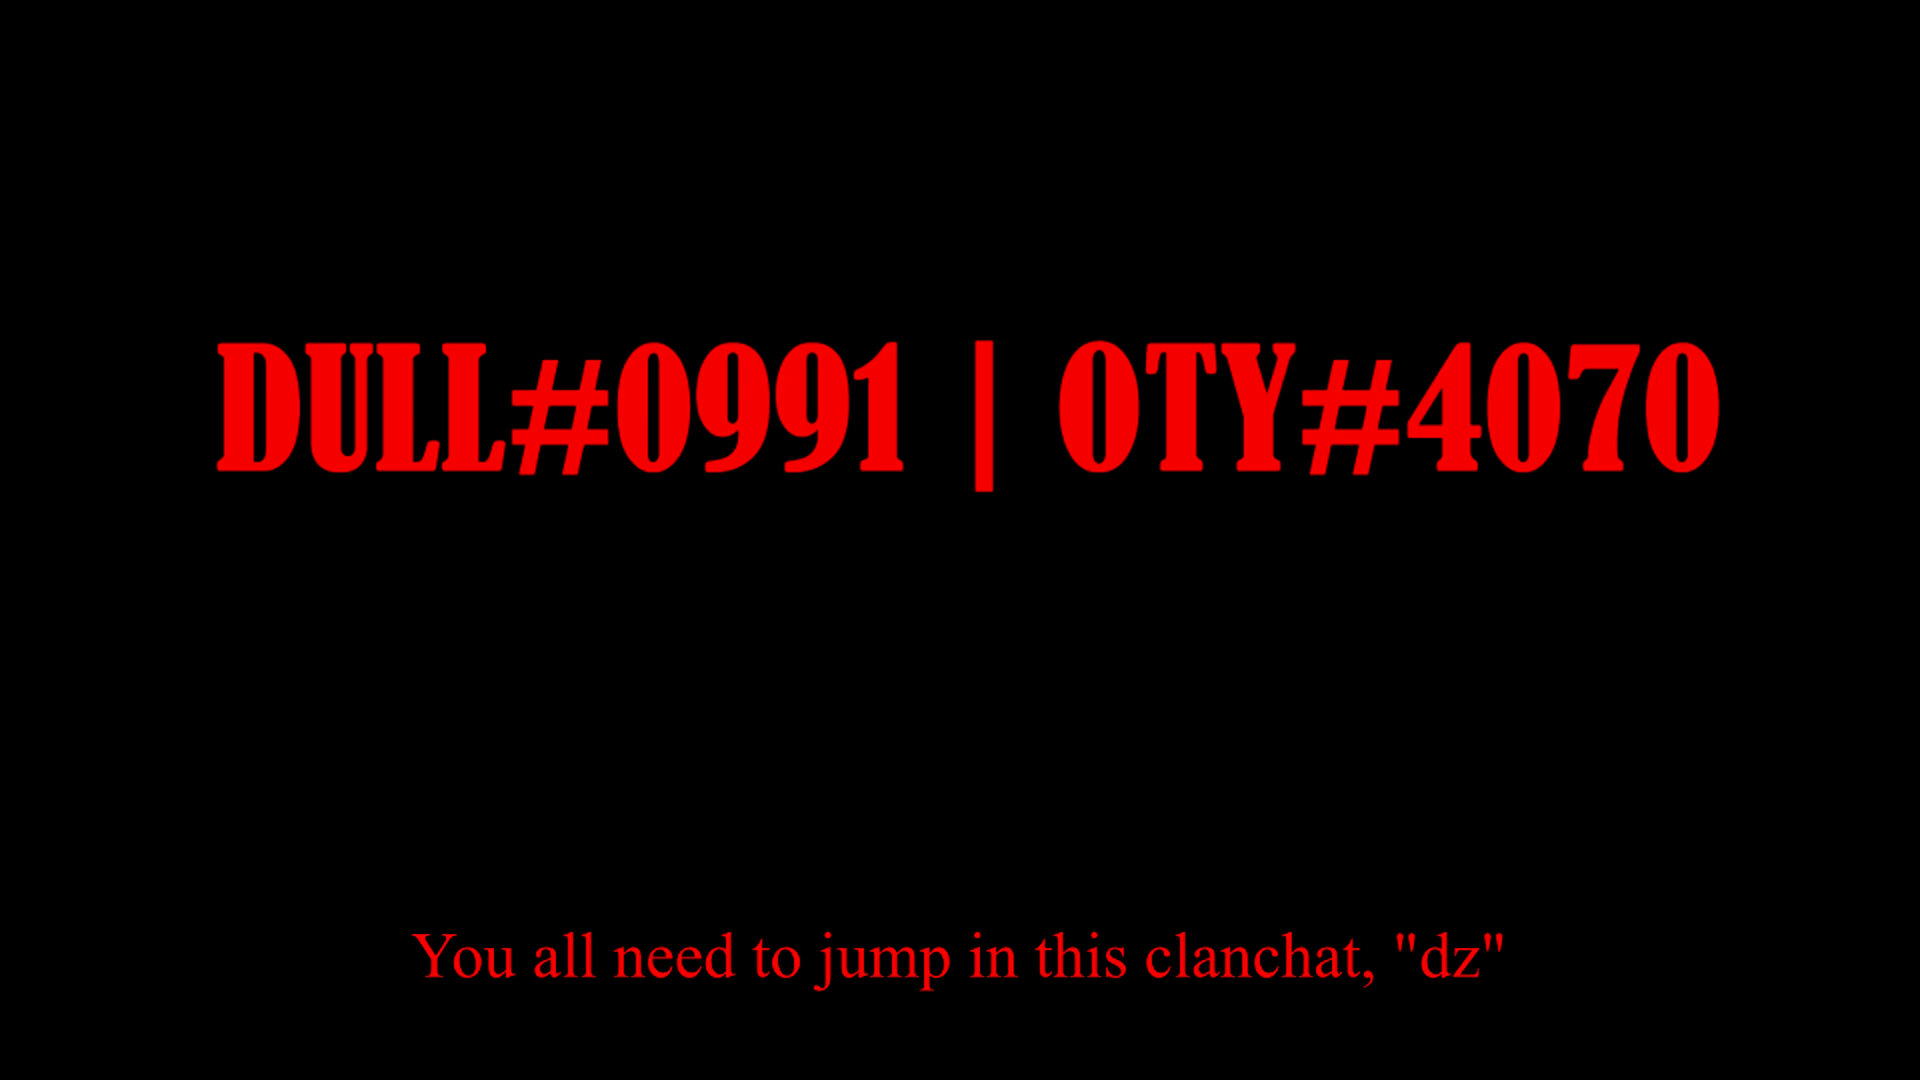 DULL#0991 | OTY#4070
You all need to jump in this clanchat, "dz"